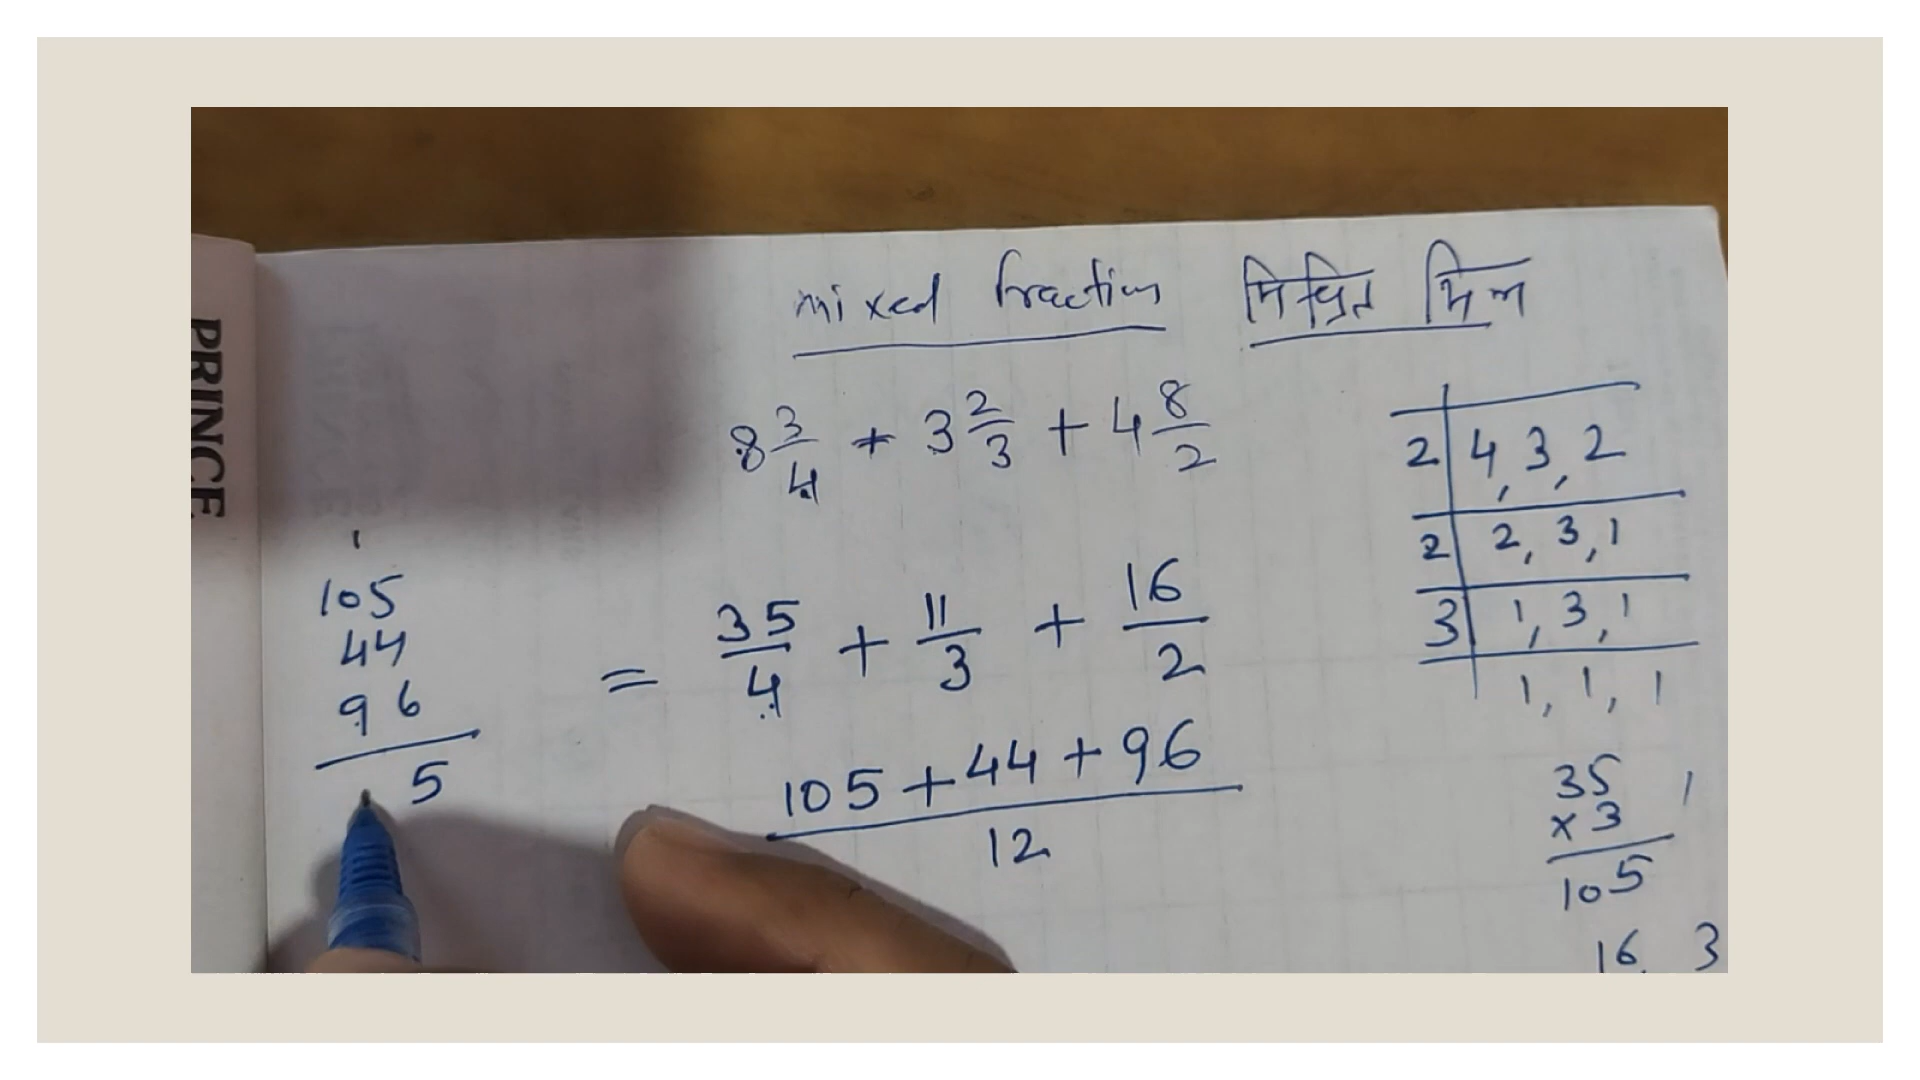 mixed fraction मिश्रित भिन्न
8 3/4 + 3 2/3 + 4 8/2
= 35/4 + 11/3 + 16/2
105 + 44 + 96
12
1
105
44
96
5
2 | 4, 3, 2
2 | 2, 3, 1
3 | 1, 3, 1
1, 1, 1
35 1
× 3
105
16 3
PRINCE